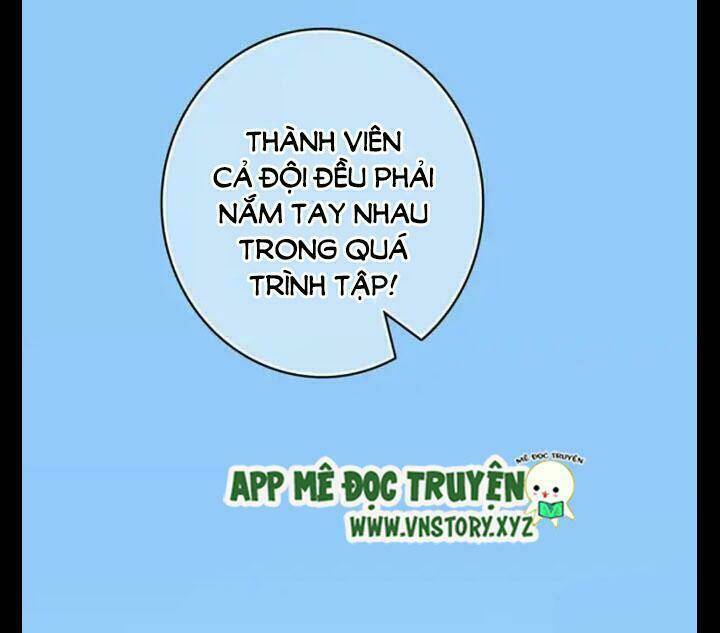 THÀNH VIÊN
CẢ ĐỘI ĐỀU PHẢI
NẮM TAY NHAU
TRONG QUÁ
TRÌNH TẬP!
MÊ ĐỌC TRUYỆN
APP MÊ ĐỌC TRUYỆN
WWW.VNSTORY.XYZ